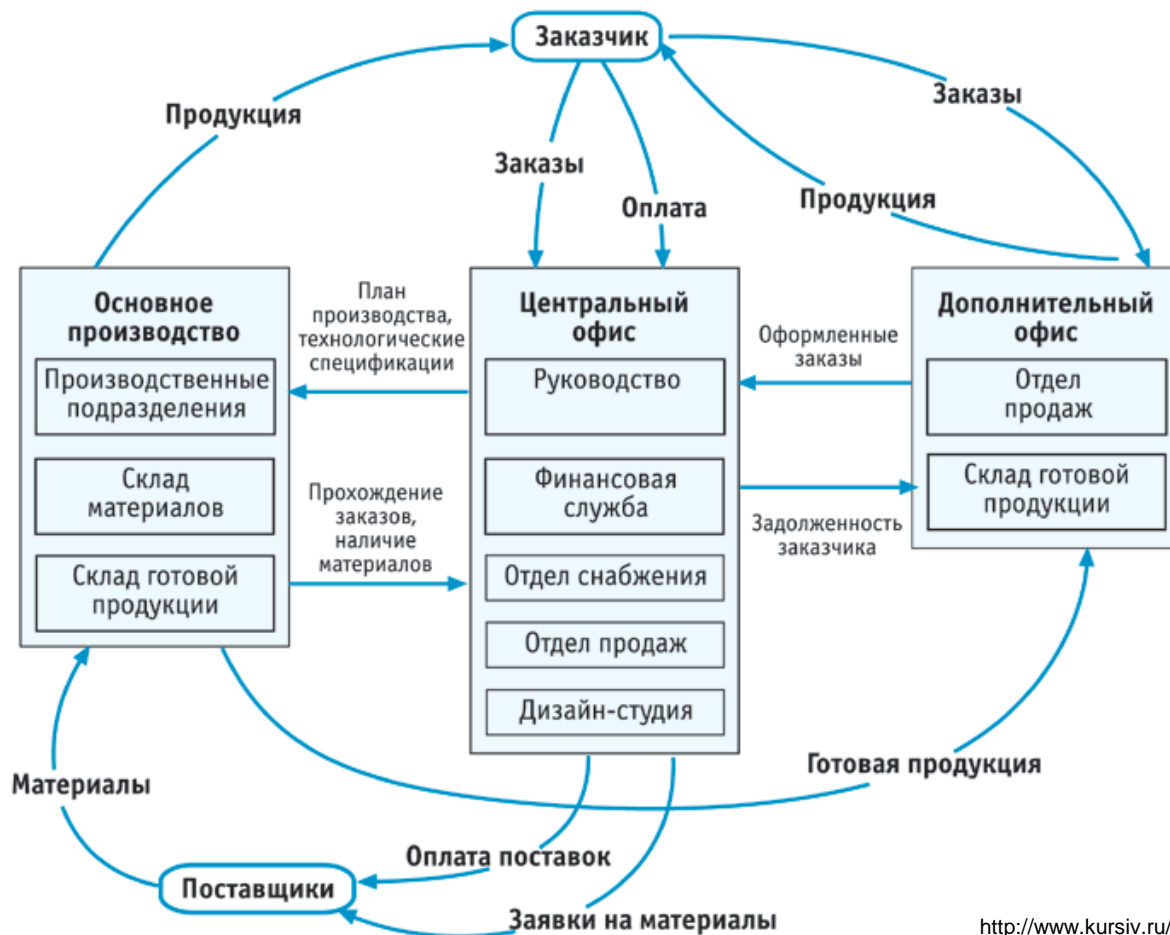 Заказчик
Продукция
Заказы
Оплата
Продукция
Заказы
Основное
производство
Производственные
подразделения
Склад
материалов
Склад готовой
продукции
План
производства,
технологические
спецификации
Прохождение
заказов,
наличие
материалов
Центральный
офис
Руководство
Финансовая
служба
Отдел снабжения
Отдел продаж
Дизайн-студия
Оформленные
заказы
Задолженность
заказчика
Дополнительный
офис
Отдел
продаж
Склад готовой
продукции
Материалы
Готовая продукция
Оплата поставок
Поставщики
Заявки на материалы
http://www.kursiv.ru/